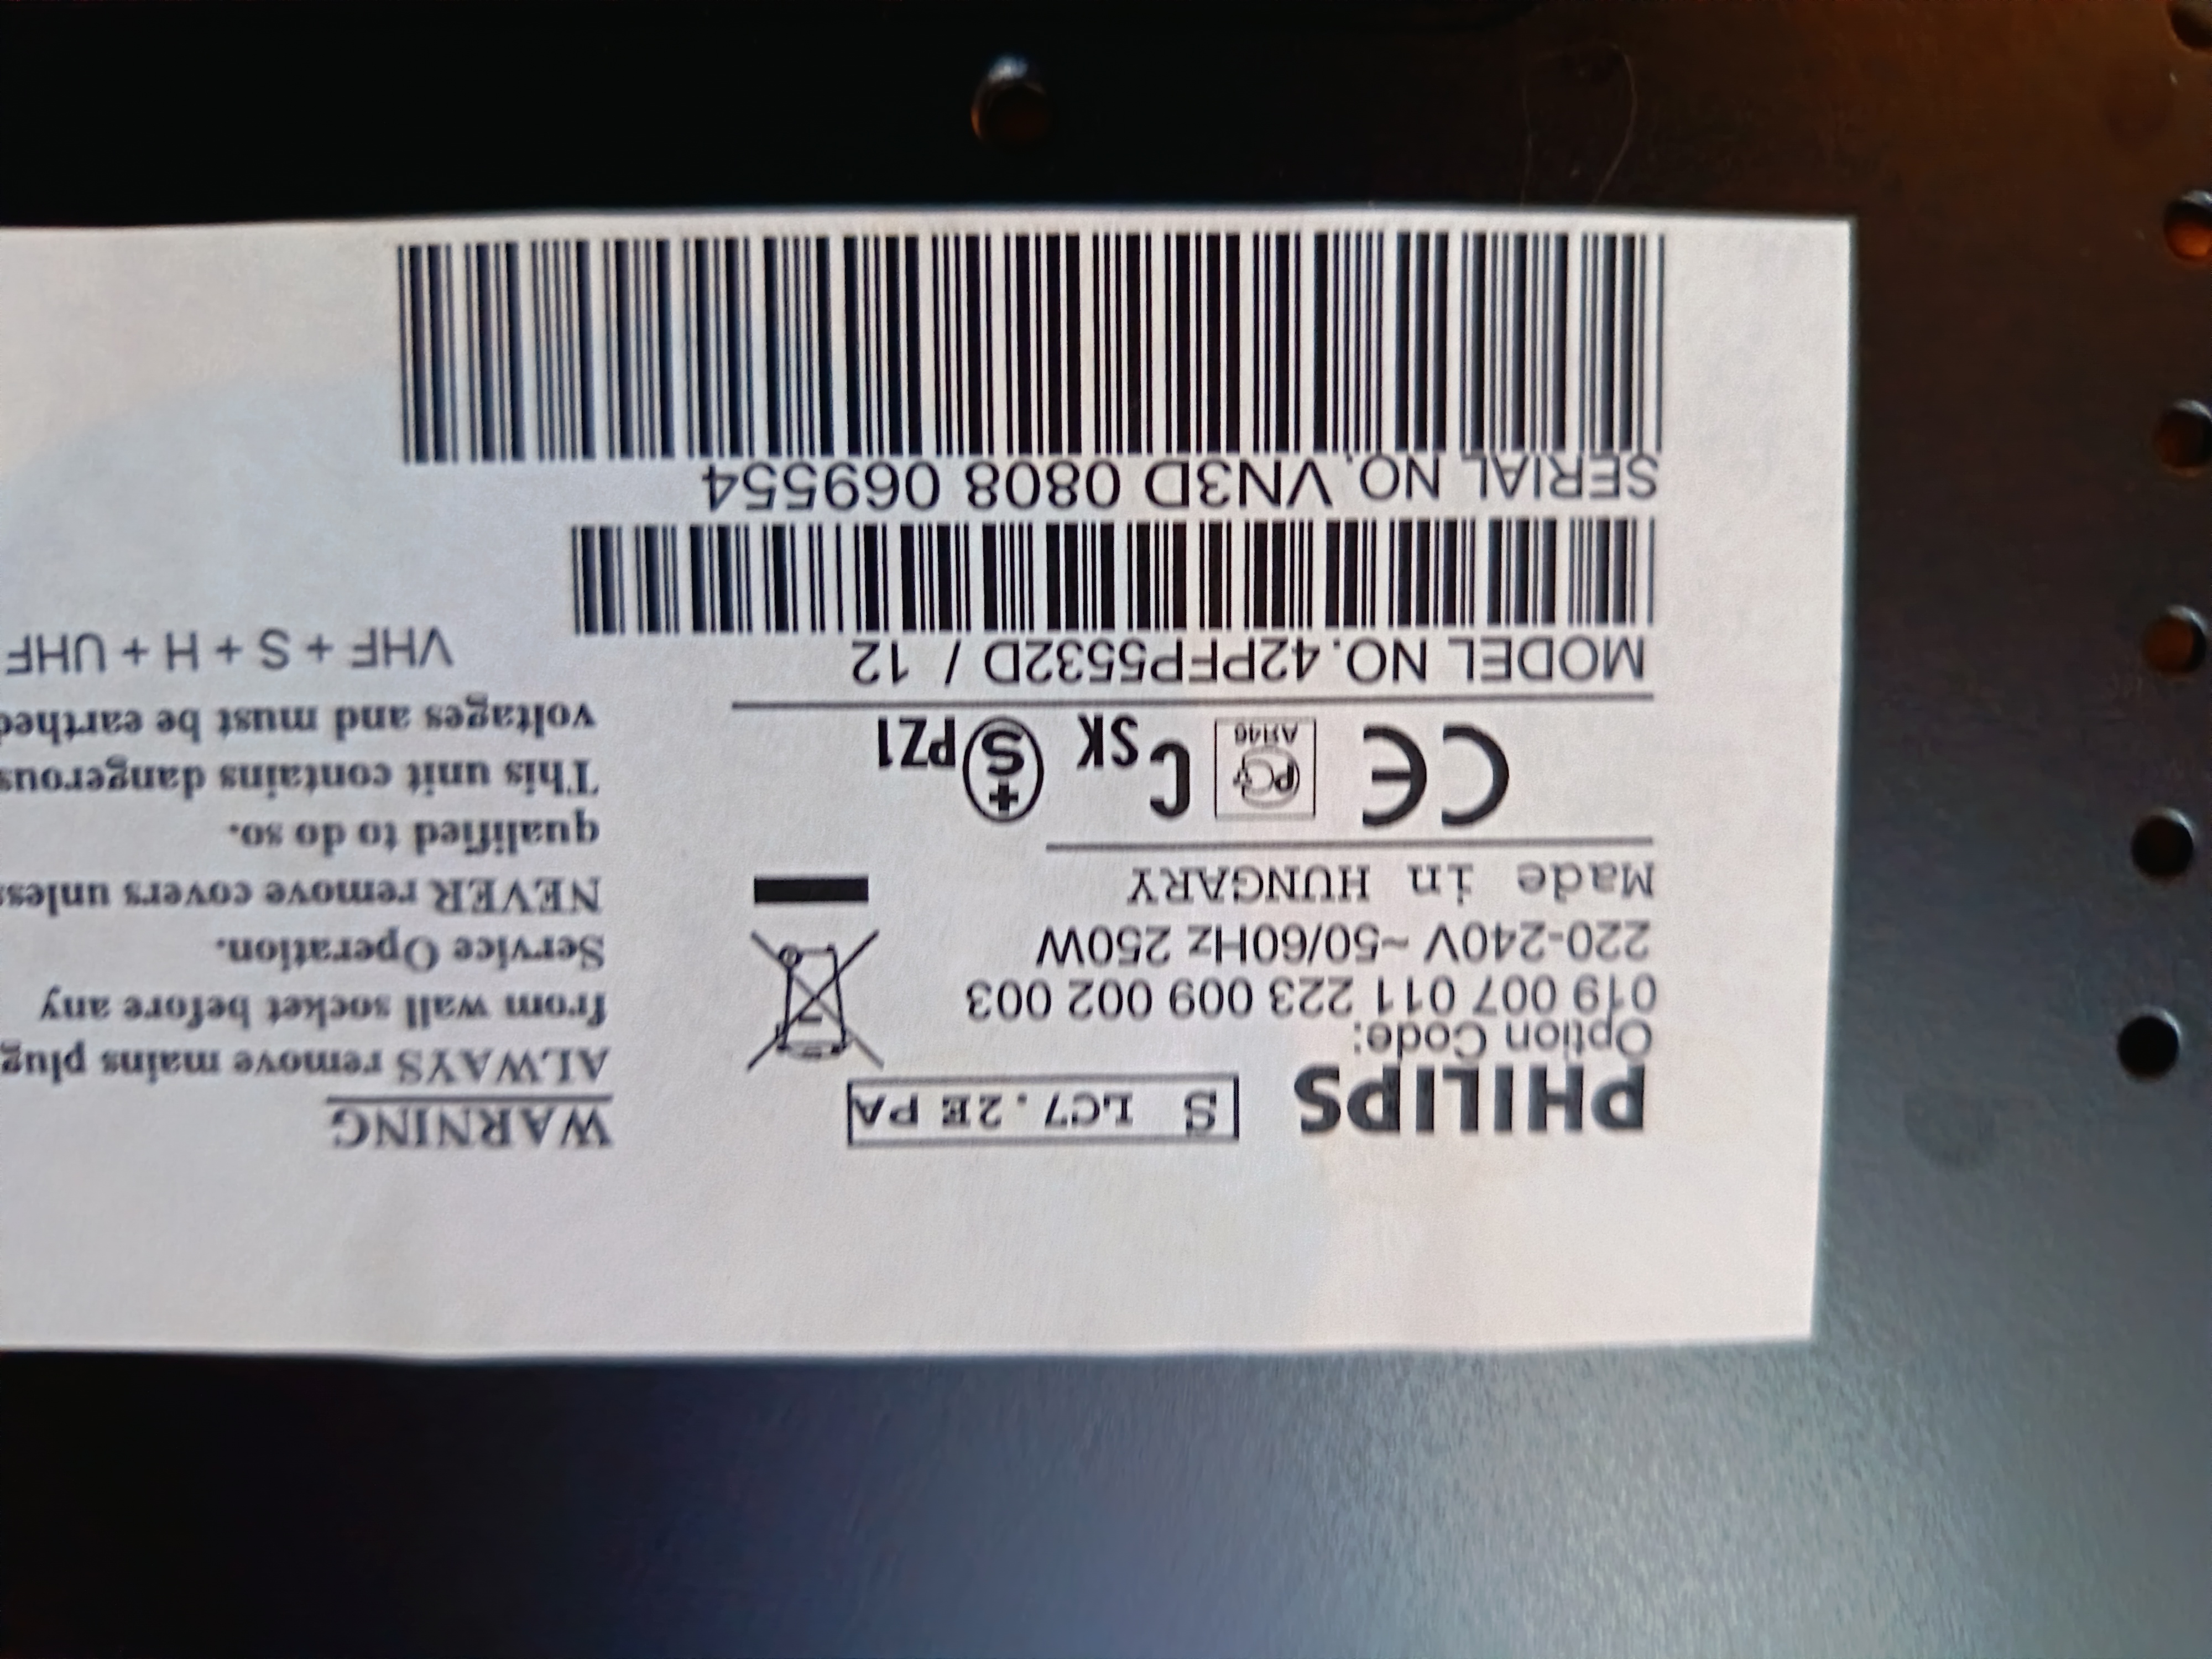 PHILIPS
S LC7.2E PA
Option Code:
019 007 011 223 009 002 003
220-240V ~50/60Hz 250W
Made in HUNGARY
CE
PCT
АЯ46
C SK
+S PZ1
MODEL NO. 42PFP5532D / 12
SERIAL NO. VN3D 0808 069554
WARNING
ALWAYS remove mains plug
from wall socket before any
Service Operation.
NEVER remove covers
qualified to do so.
This unit contains dangerous
voltages and must be earthed
VHF + S + H + UHF